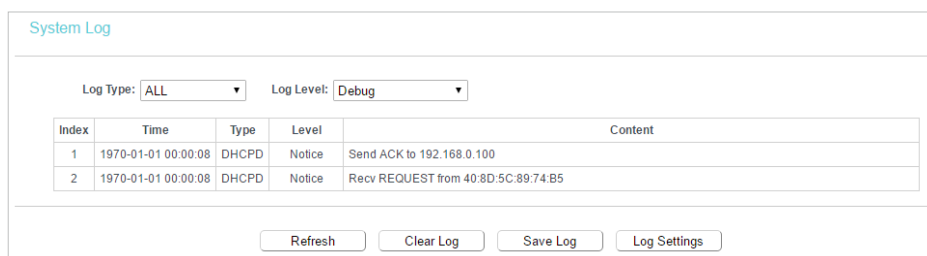 System Log
Log Type: ALL Log Level: Debug
Index Time Type Level Content
1 1970-01-01 00:00:08 DHCPD Notice Send ACK to 192.168.0.100
2 1970-01-01 00:00:08 DHCPD Notice Recv REQUEST from 40:8D:5C:89:74:B5
Refresh Clear Log Save Log Log Settings